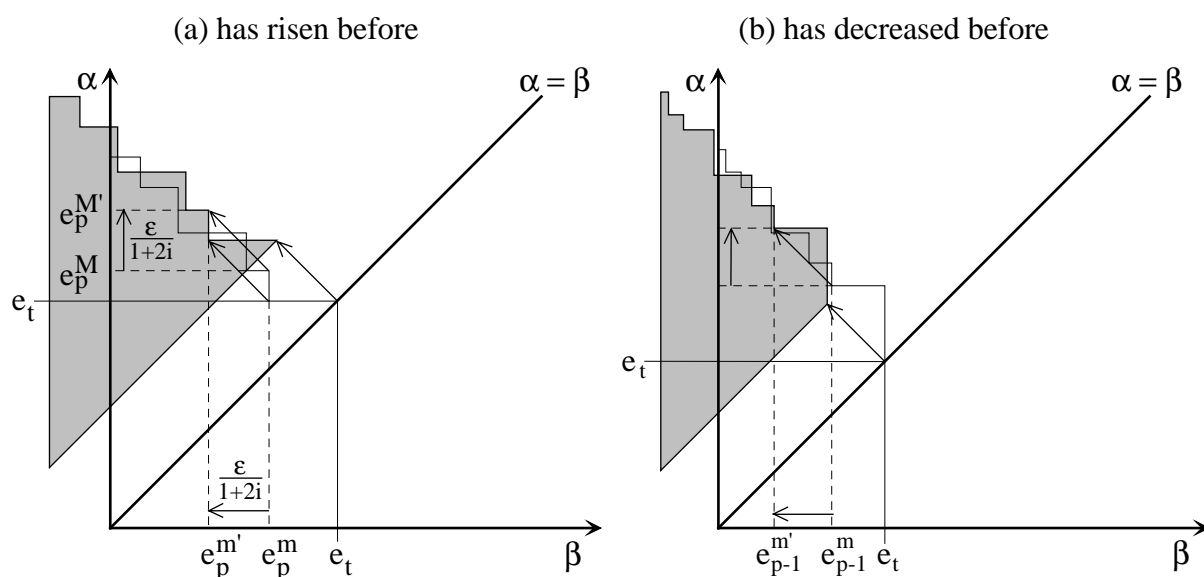 (a) has risen before
(b) has decreased before
α
α = β
e_p^{M'}
ε/(1+2i)
e_p^M
e_t
ε/(1+2i)
e_p^{m'}
e_p^m
e_t
β
α
α = β
e_t
e_{p-1}^{m'}
e_{p-1}^m
e_t
β